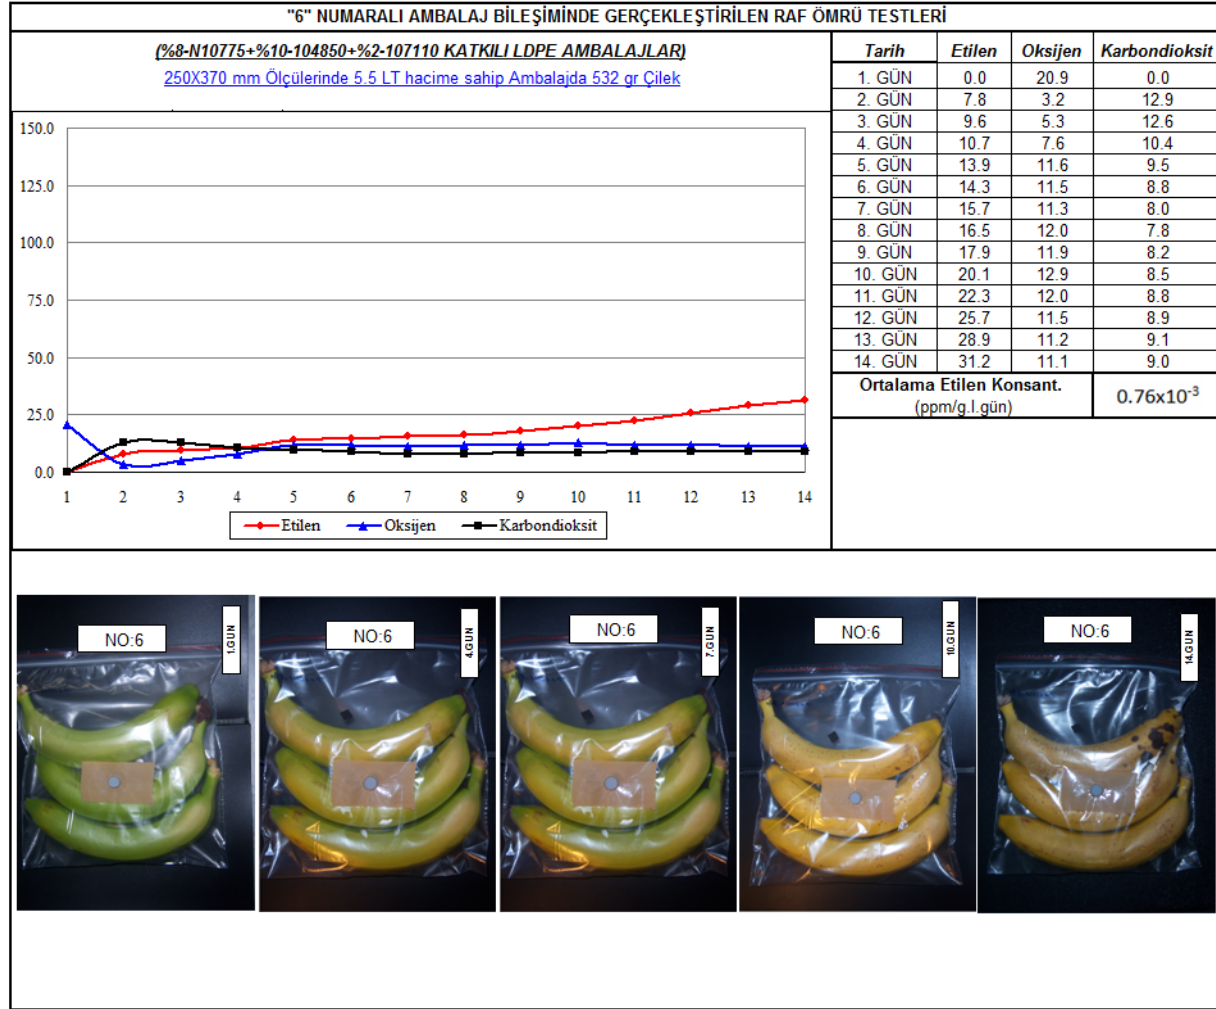 "6" NUMARALI AMBALAJ BİLEŞİMİNDE GERÇEKLEŞTİRİLEN RAF ÖMRÜ TESTLERİ
(%8-N10775+%10-104850+%2-107110 KATKILI LDPE AMBALAJLAR)
250X370 mm Ölçülerinde 5.5 LT hacime sahip Ambalajda 532 gr Çilek
150.0
125.0
100.0
75.0
50.0
25.0
0.0
1 2 3 4 5 6 7 8 9 10 11 12 13 14
Etilen Oksijen Karbondioksit
Tarih Etilen Oksijen Karbondioksit
1. GÜN 0.0 20.9 0.0
2. GÜN 7.8 3.2 12.9
3. GÜN 9.6 5.3 12.6
4. GÜN 10.7 7.6 10.4
5. GÜN 13.9 11.6 9.5
6. GÜN 14.3 11.5 8.8
7. GÜN 15.7 11.3 8.0
8. GÜN 16.5 12.0 7.8
9. GÜN 17.9 11.9 8.2
10. GÜN 20.1 12.9 8.5
11. GÜN 22.3 12.0 8.8
12. GÜN 25.7 11.5 8.9
13. GÜN 28.9 11.2 9.1
14. GÜN 31.2 11.1 9.0
Ortalama Etilen Konsant.
(ppm/g.l.gün)
0.76x10⁻³
NO:6
1.GUN
NO:6
4.GUN
NO:6
7.GUN
NO:6
10.GUN
NO:6
14.GUN